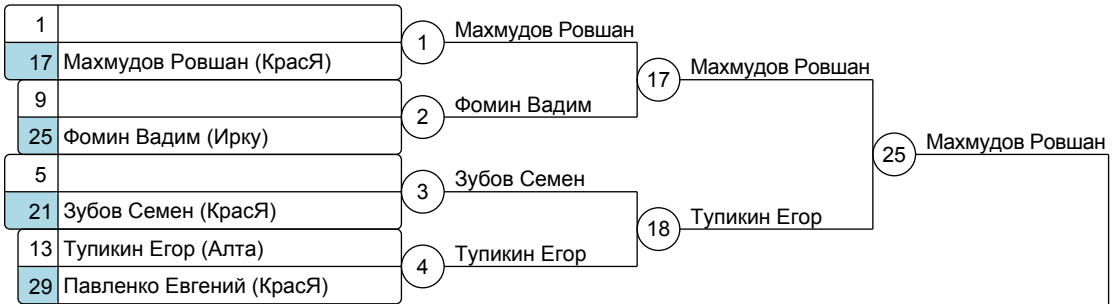 1
17 Махмудов Ровшан (КрасЯ)
9
25 Фомин Вадим (Ирку)
5
21 Зубов Семен (КрасЯ)
13 Тупикин Егор (Алта)
29 Павленко Евгений (КрасЯ)
1 Махмудов Ровшан
2 Фомин Вадим
3 Зубов Семен
4 Тупикин Егор
17 Махмудов Ровшан
18 Тупикин Егор
25 Махмудов Ровшан